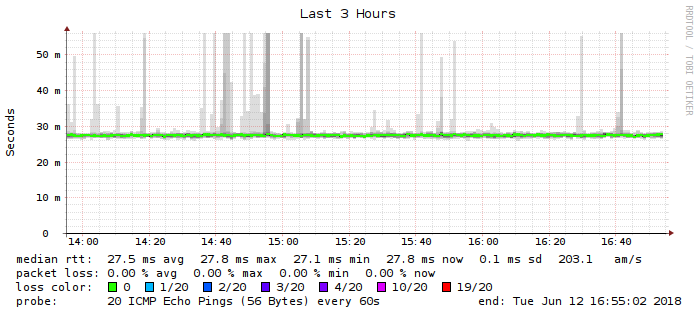 Last 3 Hours
RRDTOOL / TOBI OETIKER
Seconds
50 m
40 m
30 m
20 m
10 m
0
14:00 14:20 14:40 15:00 15:20 15:40 16:00 16:20 16:40
median rtt: 27.5 ms avg 27.8 ms max 27.1 ms min 27.8 ms now 0.1 ms sd 203.1 am/s
packet loss: 0.00 % avg 0.00 % max 0.00 % min 0.00 % now
loss color: 0 1/20 2/20 3/20 4/20 10/20 19/20
probe: 20 ICMP Echo Pings (56 Bytes) every 60s end: Tue Jun 12 16:55:02 2018